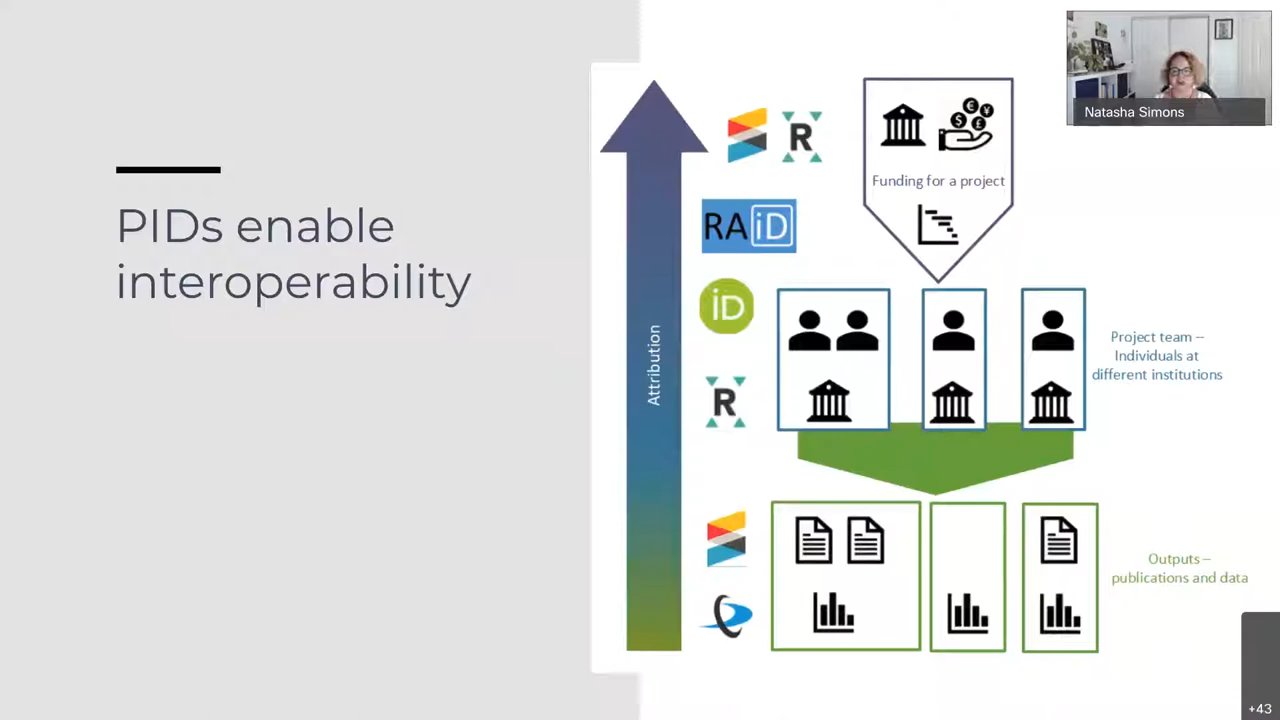 PIDs enable
interoperability
Attribution
R
RAiD
iD
R
Funding for a project
Project team –
Individuals at
different institutions
Outputs –
publications and data
Natasha Simons
+43